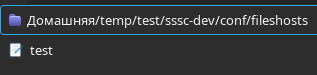 Домашняя/temp/test/sssc-dev/conf/fileshosts
test